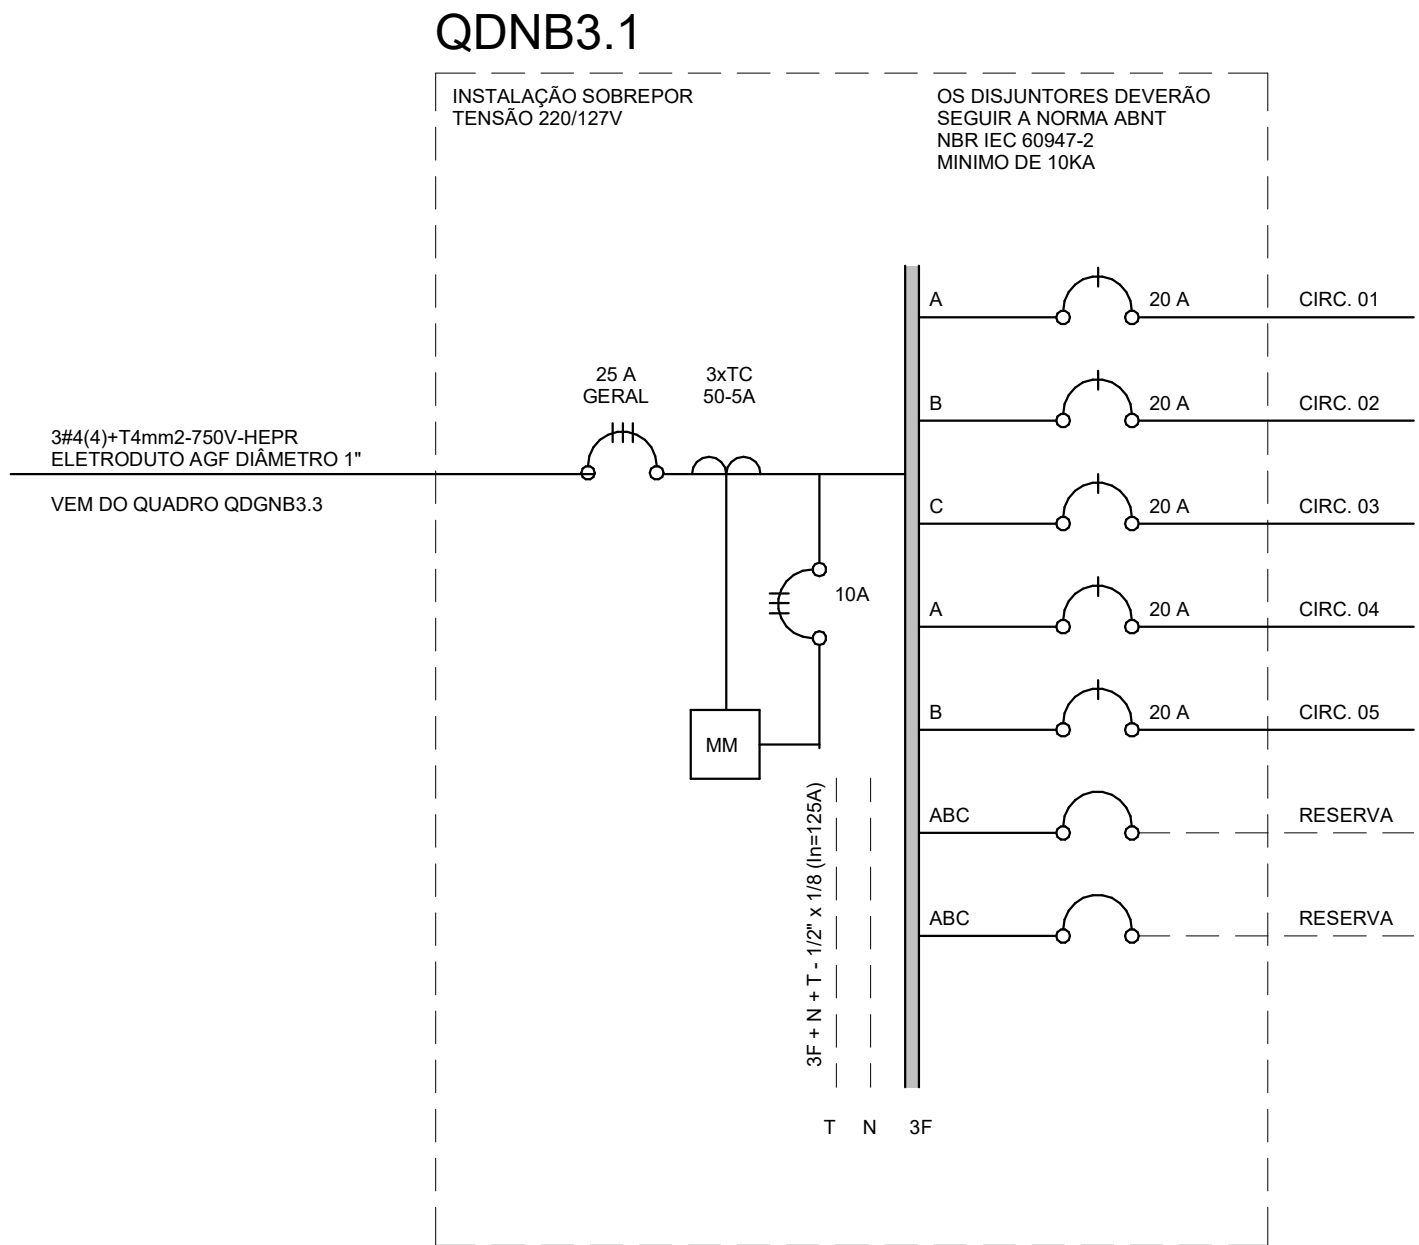 QDNB3.1
INSTALAÇÃO SOBREPOR
TENSÃO 220/127V
OS DISJUNTORES DEVERÃO
SEGUIR A NORMA ABNT
NBR IEC 60947-2
MINIMO DE 10KA
A
20 A
CIRC. 01
25 A
GERAL
3xTC
50-5A
B
20 A
CIRC. 02
3#4(4)+T4mm2-750V-HEPR
ELETRODUTO AGF DIÂMETRO 1"
VEM DO QUADRO QDGNB3.3
C
20 A
CIRC. 03
10A
A
20 A
CIRC. 04
B
20 A
CIRC. 05
MM
3F + N + T - 1/2" x 1/8 (In=125A)
ABC
RESERVA
ABC
RESERVA
T
N
3F